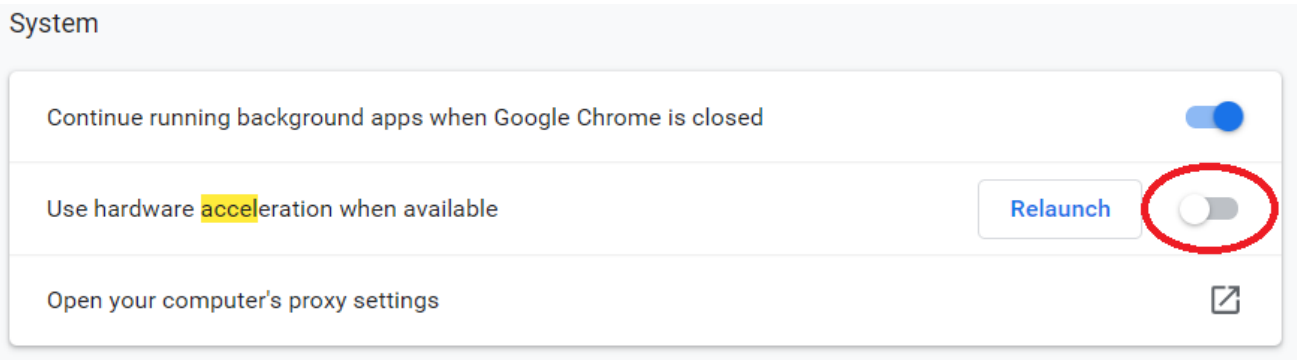 System
Continue running background apps when Google Chrome is closed
Use hardware acceleration when available
Relaunch
Open your computer's proxy settings